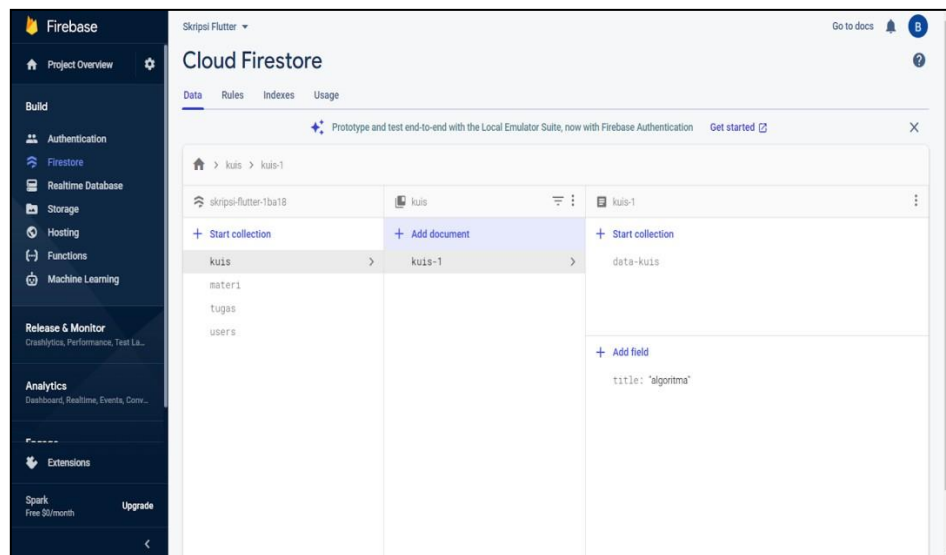 Firebase
Project Overview
Build
Authentication
Firestore
Realtime Database
Storage
Hosting
Functions
Machine Learning
Release & Monitor
Crashlytics, Performance, Test La...
Analytics
Dashboard, Realtime, Events, Conv...
Extensions
Spark
Free $0/month
Upgrade
Skripsi Flutter
Go to docs
B
Cloud Firestore
Data Rules Indexes Usage
Prototype and test end-to-end with the Local Emulator Suite, now with Firebase Authentication Get started
kuis > kuis-1
skripsi-flutter-1ba18
+ Start collection
kuis
materi
tugas
users
kuis
+ Add document
kuis-1
kuis-1
+ Start collection
data-kuis
+ Add field
title: "algoritma"